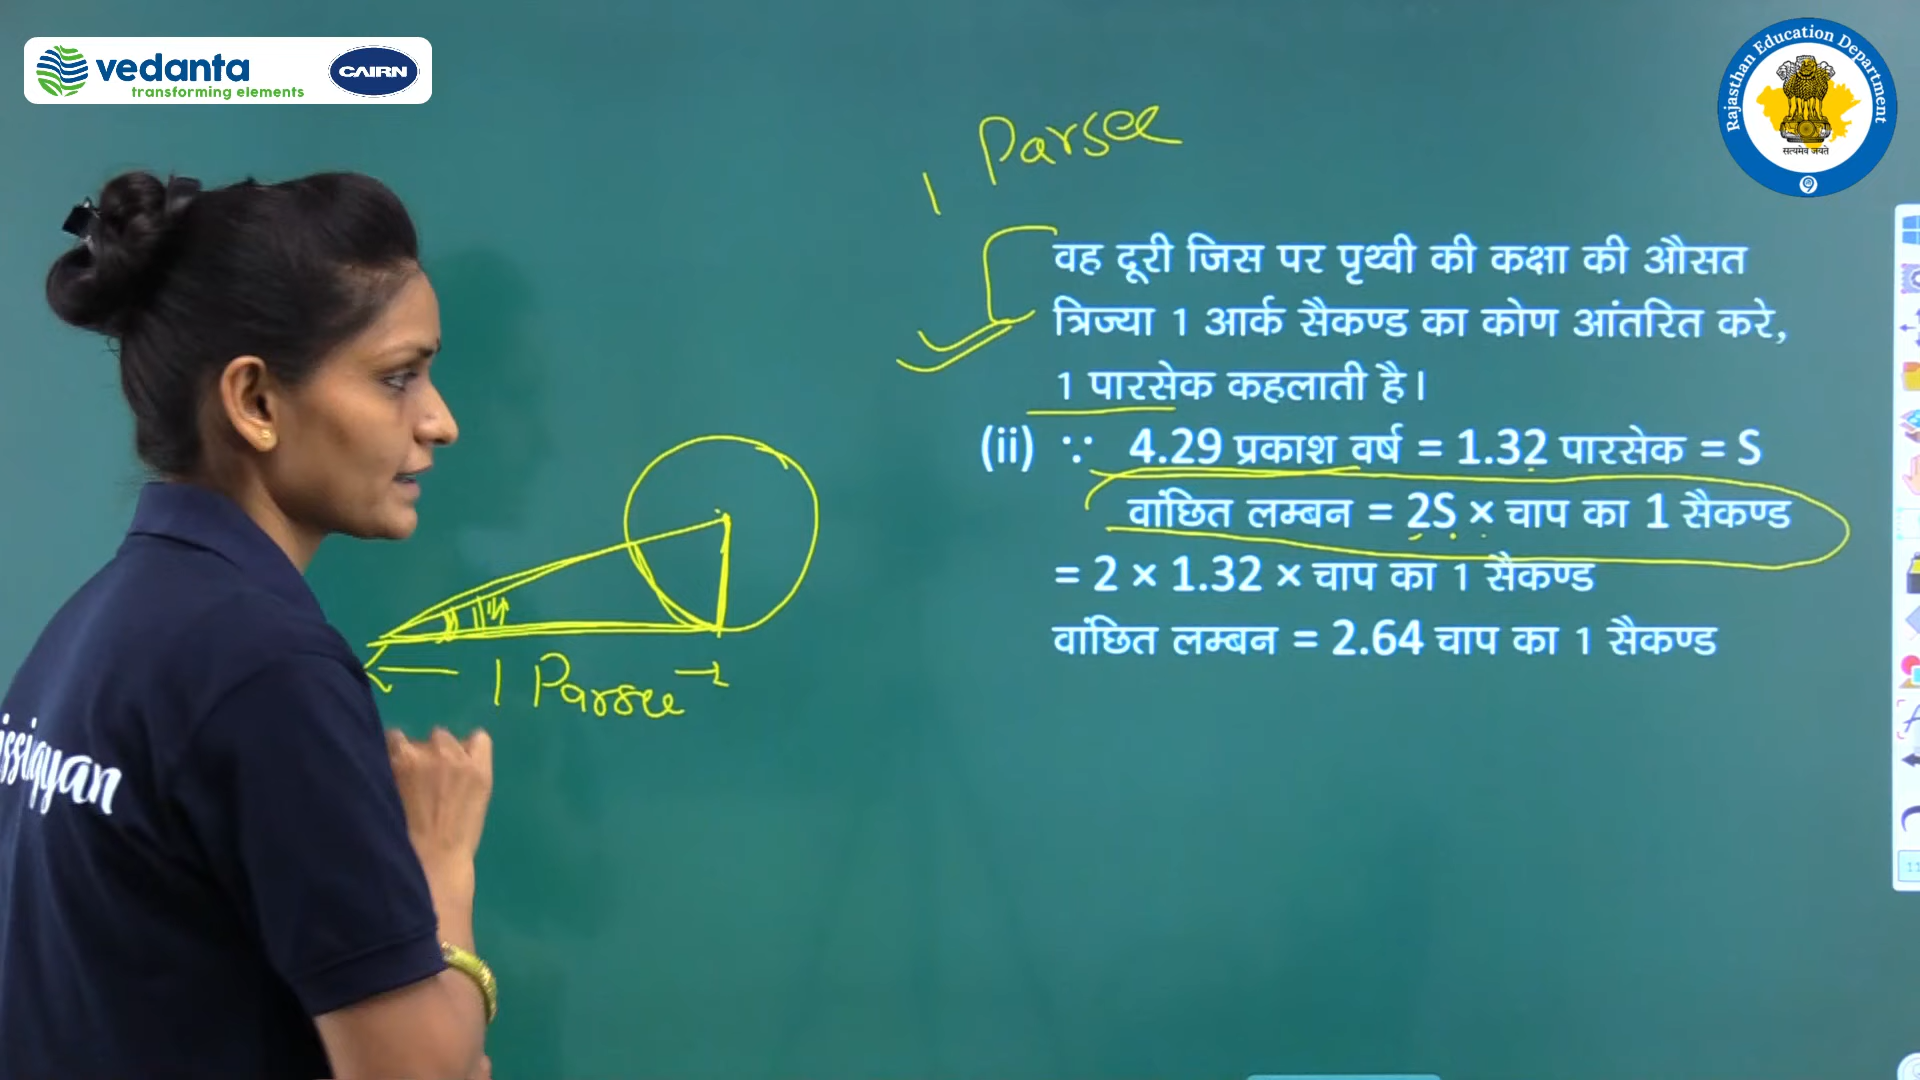 vedanta
transforming elements
CAIRN
Rajasthan Education Department
सत्यमेव जयते
1 Parsec
वह दूरी जिस पर पृथ्वी की कक्षा की औसत
त्रिज्या 1 आर्क सैकण्ड का कोण आंतरित करे,
1 पारसेक कहलाती है।
(ii) ∵ 4.29 प्रकाश वर्ष = 1.32 पारसेक = S
वांछित लम्बन = 2S × चाप का 1 सैकण्ड
= 2 × 1.32 × चाप का 1 सैकण्ड
वांछित लम्बन = 2.64 चाप का 1 सैकण्ड
1 Parsec